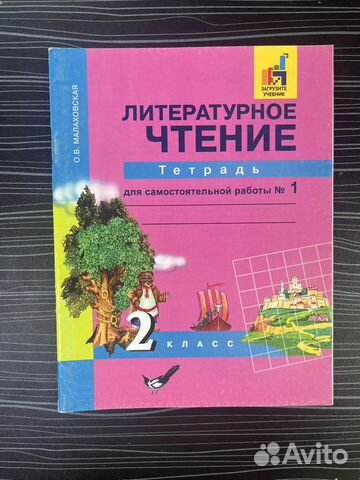 ЗАГРУЗИТЕ
УЧЕБНИК
О.В. МАЛАХОВСКАЯ
ЛИТЕРАТУРНОЕ
ЧТЕНИЕ
Тетрадь
для самостоятельной работы № 1
2 КЛАСС
Avito